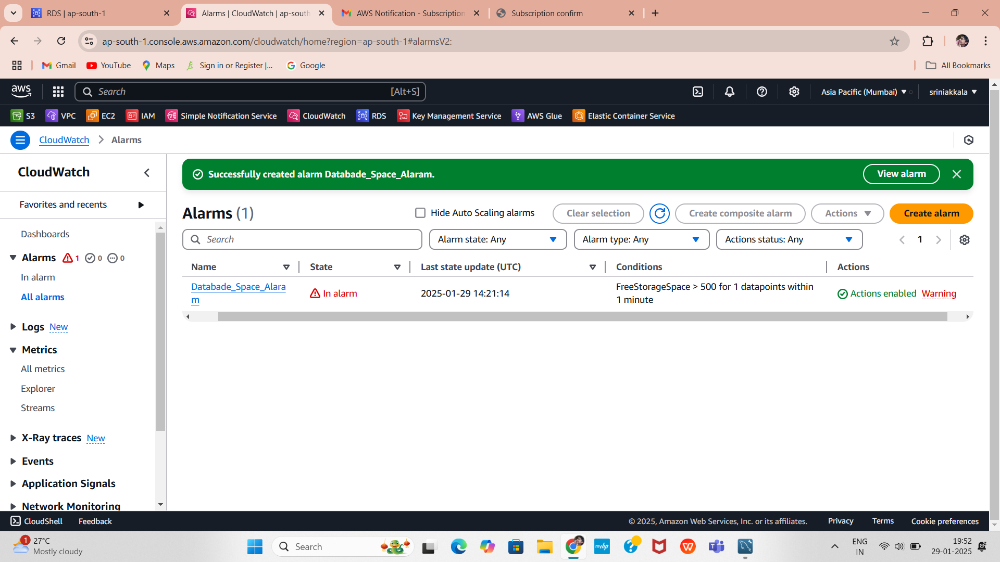 RDS | ap-south-1
Alarms | CloudWatch | ap-south
AWS Notification - Subscription
Subscription confirm
ap-south-1.console.aws.amazon.com/cloudwatch/home?region=ap-south-1#alarmsV2:
Gmail
YouTube
Maps
Sign in or Register |...
Google
All Bookmarks
aws
Search
[Alt+S]
Asia Pacific (Mumbai)
sriniakkala
S3
VPC
EC2
IAM
Simple Notification Service
CloudWatch
RDS
Key Management Service
AWS Glue
Elastic Container Service
CloudWatch
Alarms
CloudWatch
Favorites and recents
Dashboards
Alarms 1 0 0
In alarm
All alarms
Logs New
Metrics
All metrics
Explorer
Streams
X-Ray traces New
Events
Application Signals
Network Monitoring
Successfully created alarm Databade_Space_Alaram.
View alarm
Alarms (1)
Hide Auto Scaling alarms
Clear selection
Create composite alarm
Actions
Create alarm
Search
Alarm state: Any
Alarm type: Any
Actions status: Any
1
Name
State
Last state update (UTC)
Conditions
Actions
Databade_Space_Alara
m
In alarm
2025-01-29 14:21:14
FreeStorageSpace > 500 for 1 datapoints within
1 minute
Actions enabled
Warning
CloudShell
Feedback
© 2025, Amazon Web Services, Inc. or its affiliates.
Privacy
Terms
Cookie preferences
1
27°C
Mostly cloudy
Search
myhp
ENG
IN
19:52
29-01-2025